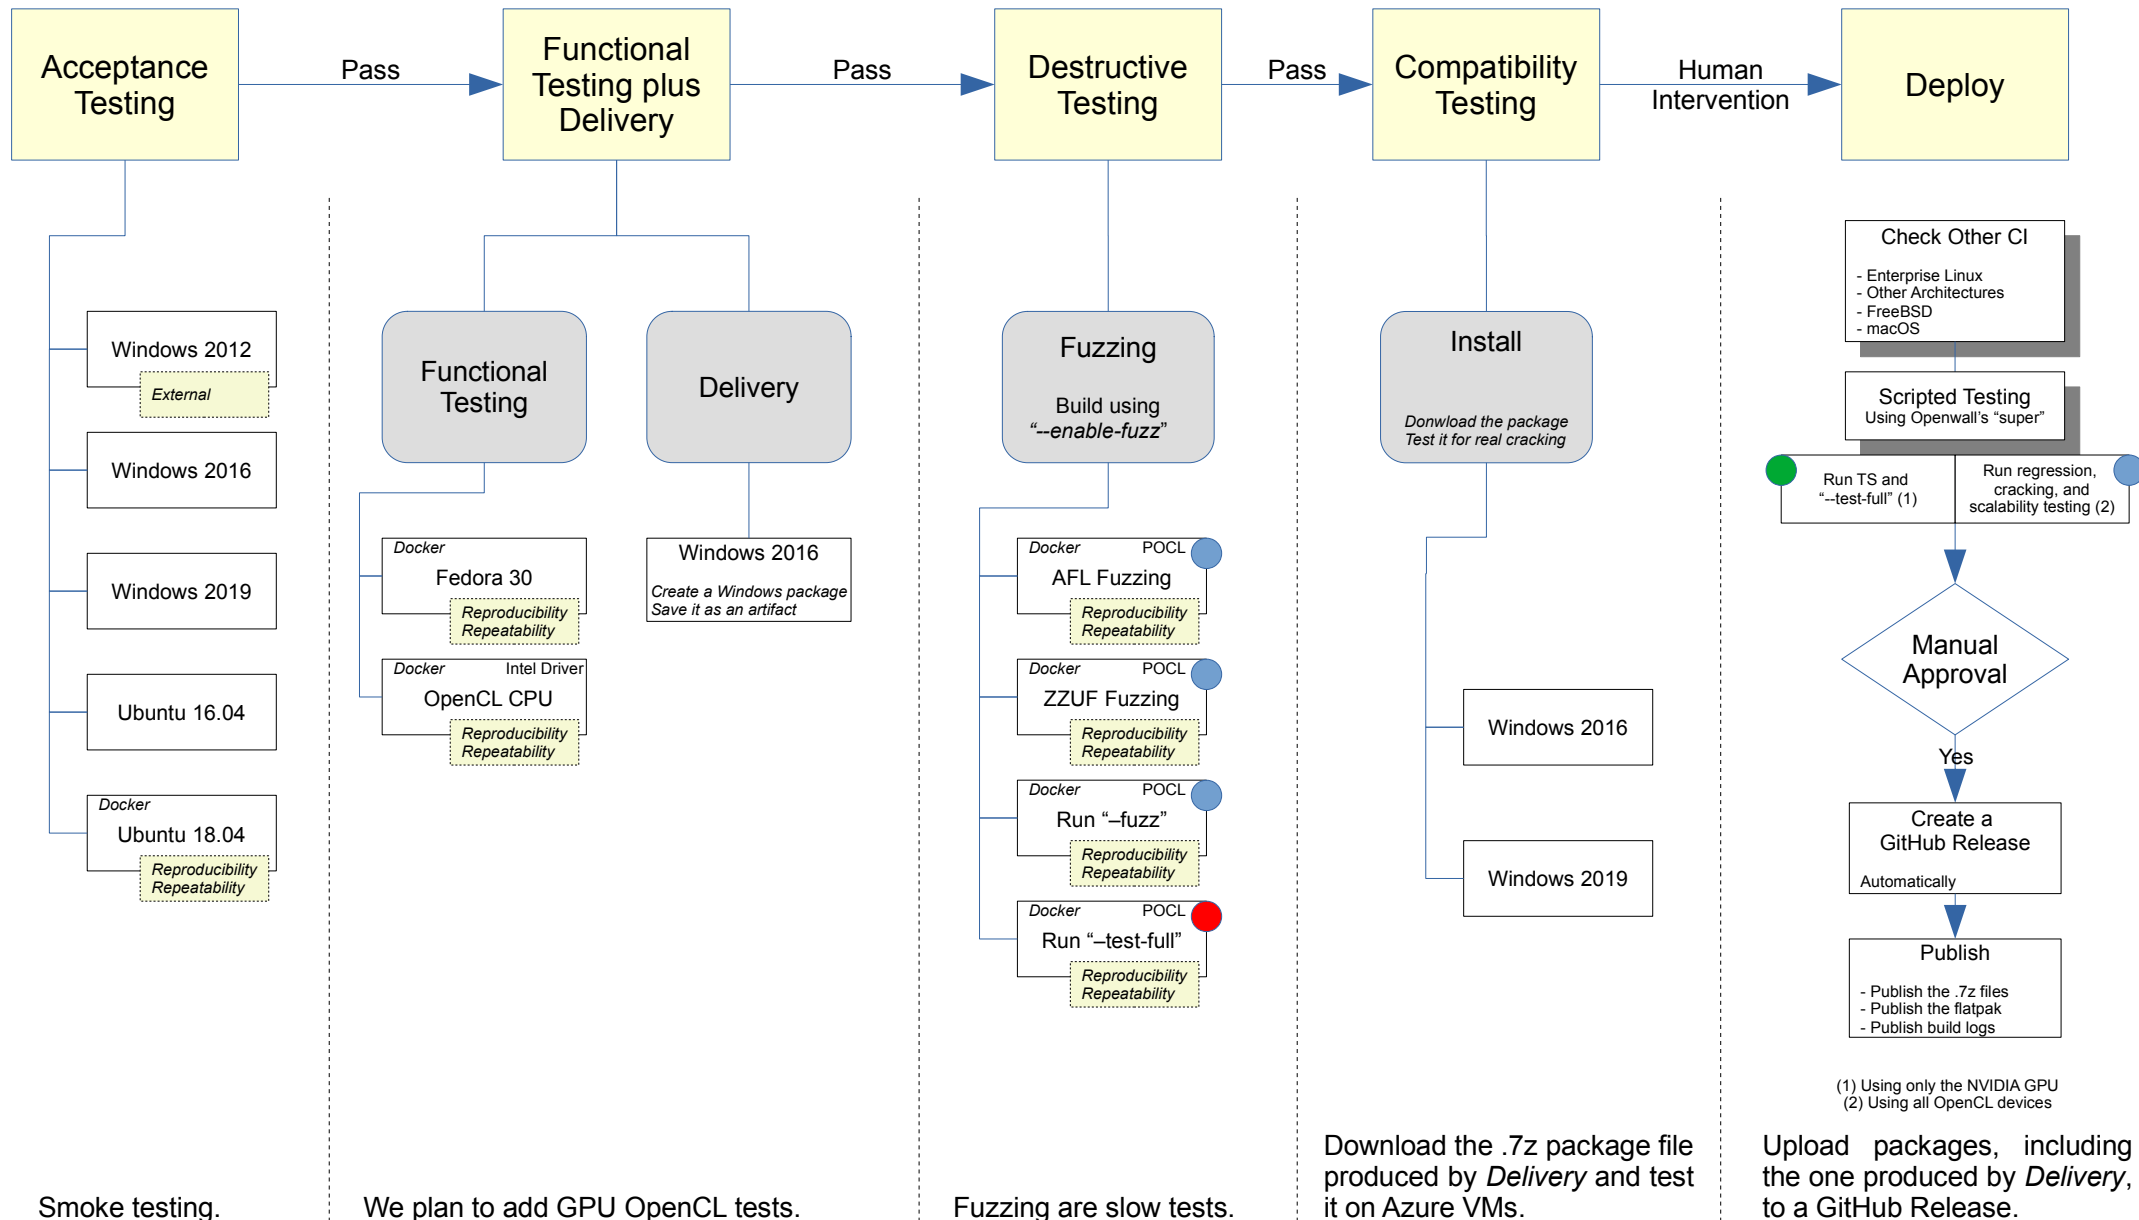 Acceptance
Testing
Pass
Functional
Testing plus
Delivery
Pass
Destructive
Testing
Pass
Compatibility
Testing
Human
Intervention
Deploy
Windows 2012
External
Windows 2016
Windows 2019
Ubuntu 16.04
Docker
Ubuntu 18.04
Reproducibility
Repeatability
Smoke testing.
Functional
Testing
Docker
Fedora 30
Reproducibility
Repeatability
Docker Intel Driver
OpenCL CPU
Reproducibility
Repeatability
Delivery
Windows 2016
Create a Windows package
Save it as an artifact
We plan to add GPU OpenCL tests.
Fuzzing
Build using
“--enable-fuzz”
Docker POCL
AFL Fuzzing
Reproducibility
Repeatability
Docker POCL
ZZUF Fuzzing
Reproducibility
Repeatability
Docker POCL
Run “–fuzz”
Reproducibility
Repeatability
Docker POCL
Run “–test-full”
Reproducibility
Repeatability
Fuzzing are slow tests.
Install
Donwload the package
Test it for real cracking
Windows 2016
Windows 2019
Download the .7z package file
produced by Delivery and test
it on Azure VMs.
Check Other CI
- Enterprise Linux
- Other Architectures
- FreeBSD
- macOS
Scripted Testing
Using Openwall’s “super”
Run TS and
“--test-full” (1)
Run regression,
cracking, and
scalability testing (2)
Manual
Approval
Yes
Create a
GitHub Release
Automatically
Publish
- Publish the .7z files
- Publish the flatpak
- Publish build logs
(1) Using only the NVIDIA GPU
(2) Using all OpenCL devices
Upload packages, including
the one produced by Delivery,
to a GitHub Release.